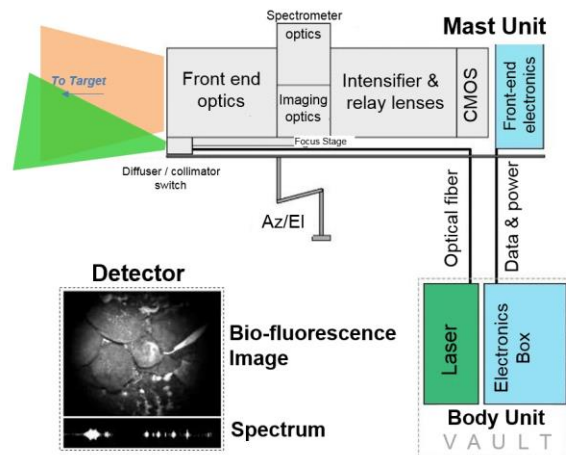 Spectrometer
optics
Mast Unit
To Target
Front end
optics
Imaging
optics
Intensifier &
relay lenses
CMOS
Front-end
electronics
Focus Stage
Diffuser / collimator
switch
Az/El
Optical fiber
Data & power
Detector
Bio-fluorescence
Image
Spectrum
Laser
Electronics
Box
Body Unit
VAULT